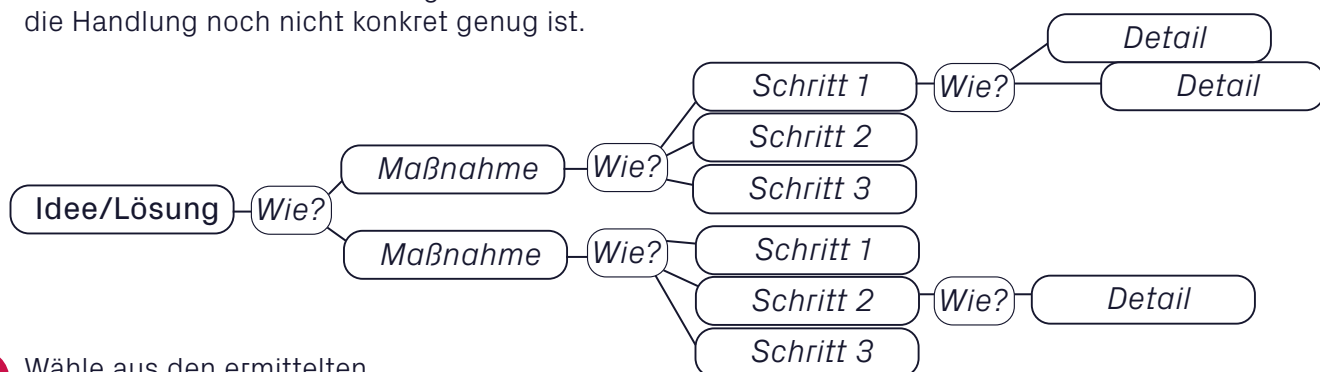 die Handlung noch nicht konkret genug ist.
Detail
Schritt 1 Wie? Detail
Schritt 2
Maßnahme Wie?
Schritt 3
Idee/Lösung Wie?
Schritt 1
Maßnahme Wie?
Schritt 2 Wie? Detail
Schritt 3
Wähle aus den ermittelten